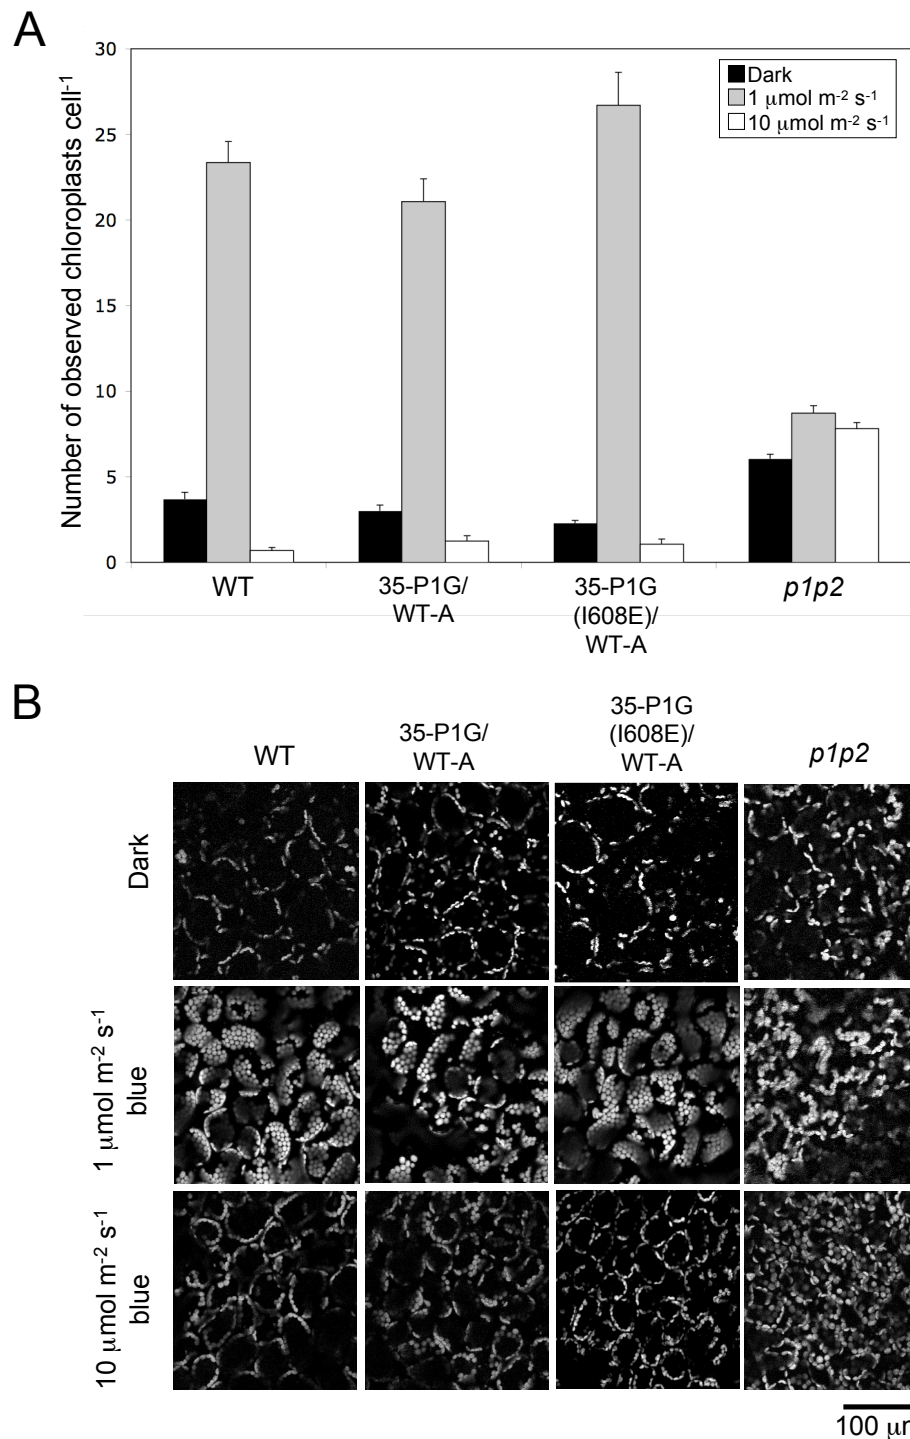 A
30
25
20
15
10
5
0
Number of observed chloroplasts cell-1
Dark
1 μmol m-2 s-1
10 μmol m-2 s-1
WT
35-P1G/
WT-A
35-P1G
(I608E)/
WT-A
p1p2
B
WT
35-P1G/
WT-A
35-P1G
(I608E)/
WT-A
p1p2
Dark
1 μmol m-2 s-1
blue
10 μmol m-2 s-1
blue
100 μ